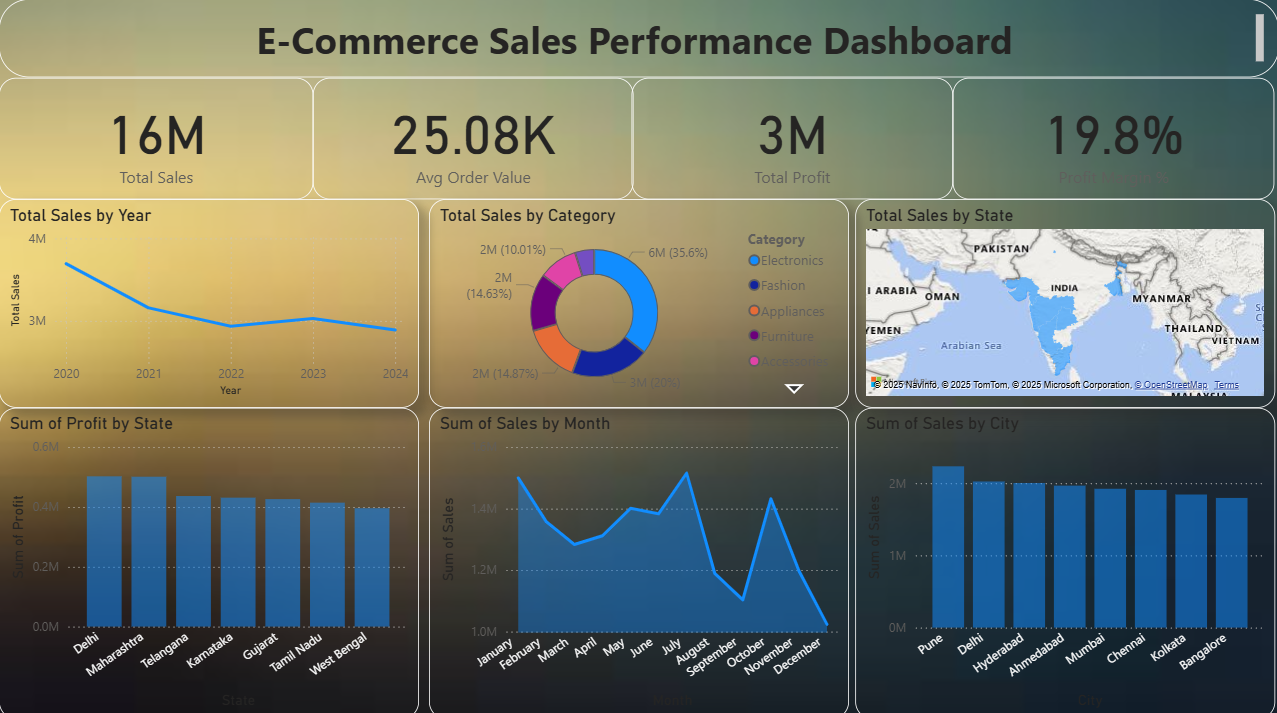 E-Commerce Sales Performance Dashboard
16M
Total Sales
25.08K
Avg Order Value
3M
Total Profit
19.8%
Profit
Total Sales by Year
4M
3M
Total Sales
2020 2021 2022 2023 2024
Year
Total Sales by Category
2M (10.01%)
6M (35.6%)
2M
(14.63%)
2M (14.87%)
3M (20%)
Category
Electronics
Fashion
Appliances
Furniture
Accessories
Total Sales by State
PAKISTAN
ARABIA
OMAN
INDIA
MYANMAR
YEMEN
THAILAND
VIETNAM
Arabian Sea
© 2025 NavInfo, © 2025 TomTom, © 2025 Microsoft Corporation, © OpenStreetMap Terms
MALAYSIA
Sum of Profit by State
0.6M
0.4M
0.2M
0.0M
Sum of Profit
Delhi Maharashtra Telangana Karnataka Gujarat Tamil Nadu West Bengal
State
Sum of Sales by Month
1.4M
1.2M
1.0M
Sum of Sales
January February March April May June July August September October November December
Month
Sum of Sales by City
2M
1M
0M
Sum of Sales
Pune Delhi Hyderabad Ahmedabad Mumbai Chennai Kolkata Bangalore
City